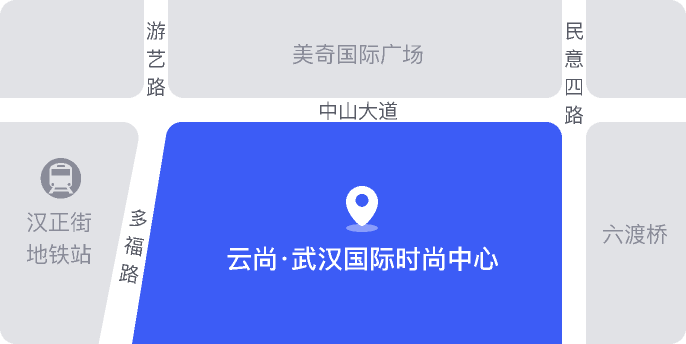 游艺路
美奇国际广场
民意四路
中山大道
汉正街
地铁站
多福路
云尚·武汉国际时尚中心
六渡桥